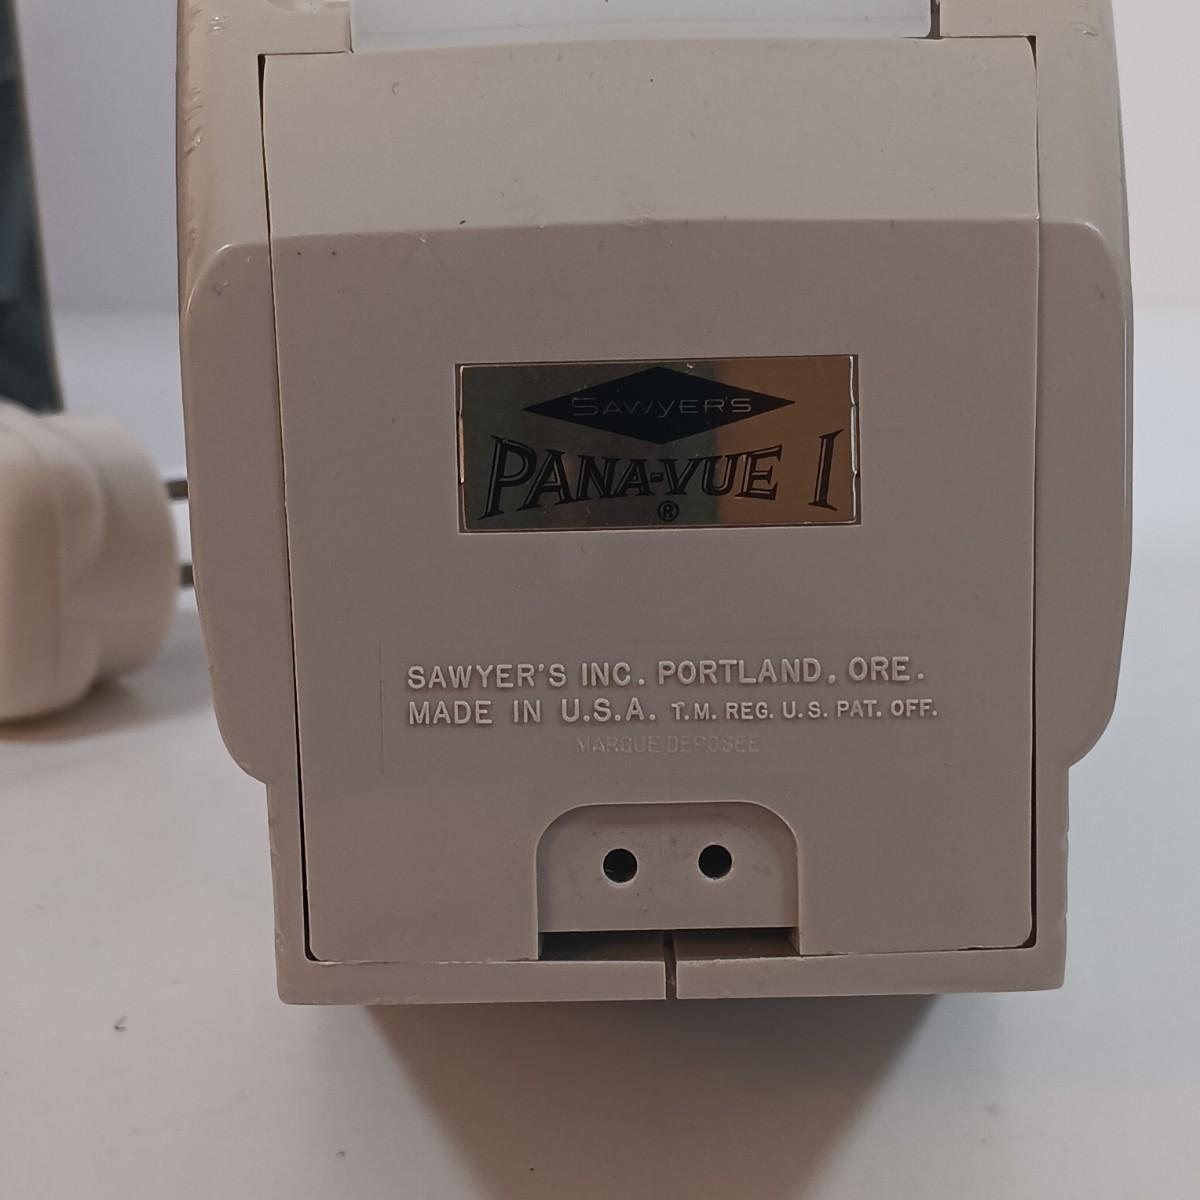 SAWYER'S
PANA-VUE I
®
SAWYER'S INC. PORTLAND. ORE.
MADE IN U.S.A. T.M. REG. U.S. PAT. OFF.
MARQUE DEPOSEE